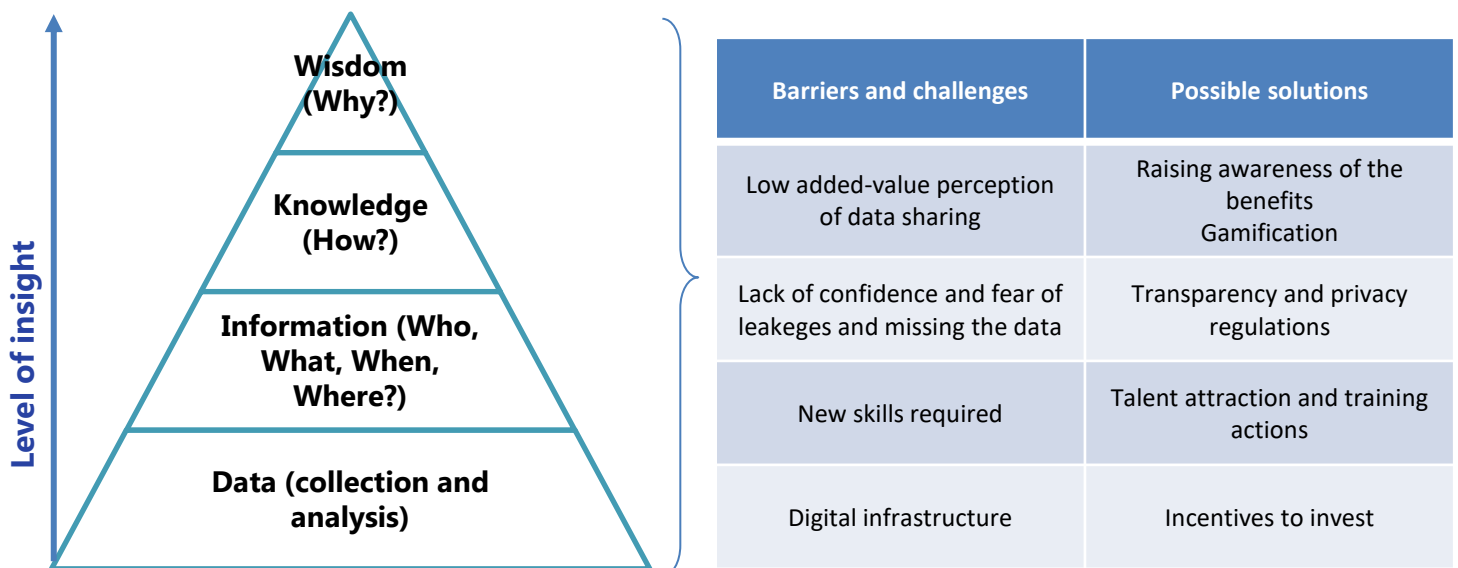 Level of insight
Wisdom
(Why?)
Knowledge
(How?)
Information (Who,
What, When,
Where?)
Data (collection and
analysis)
Barriers and challenges
Possible solutions
Low added-value perception
of data sharing
Raising awareness of the
benefits
Gamification
Lack of confidence and fear of
leakeges and missing the data
Transparency and privacy
regulations
New skills required
Talent attraction and training
actions
Digital infrastructure
Incentives to invest